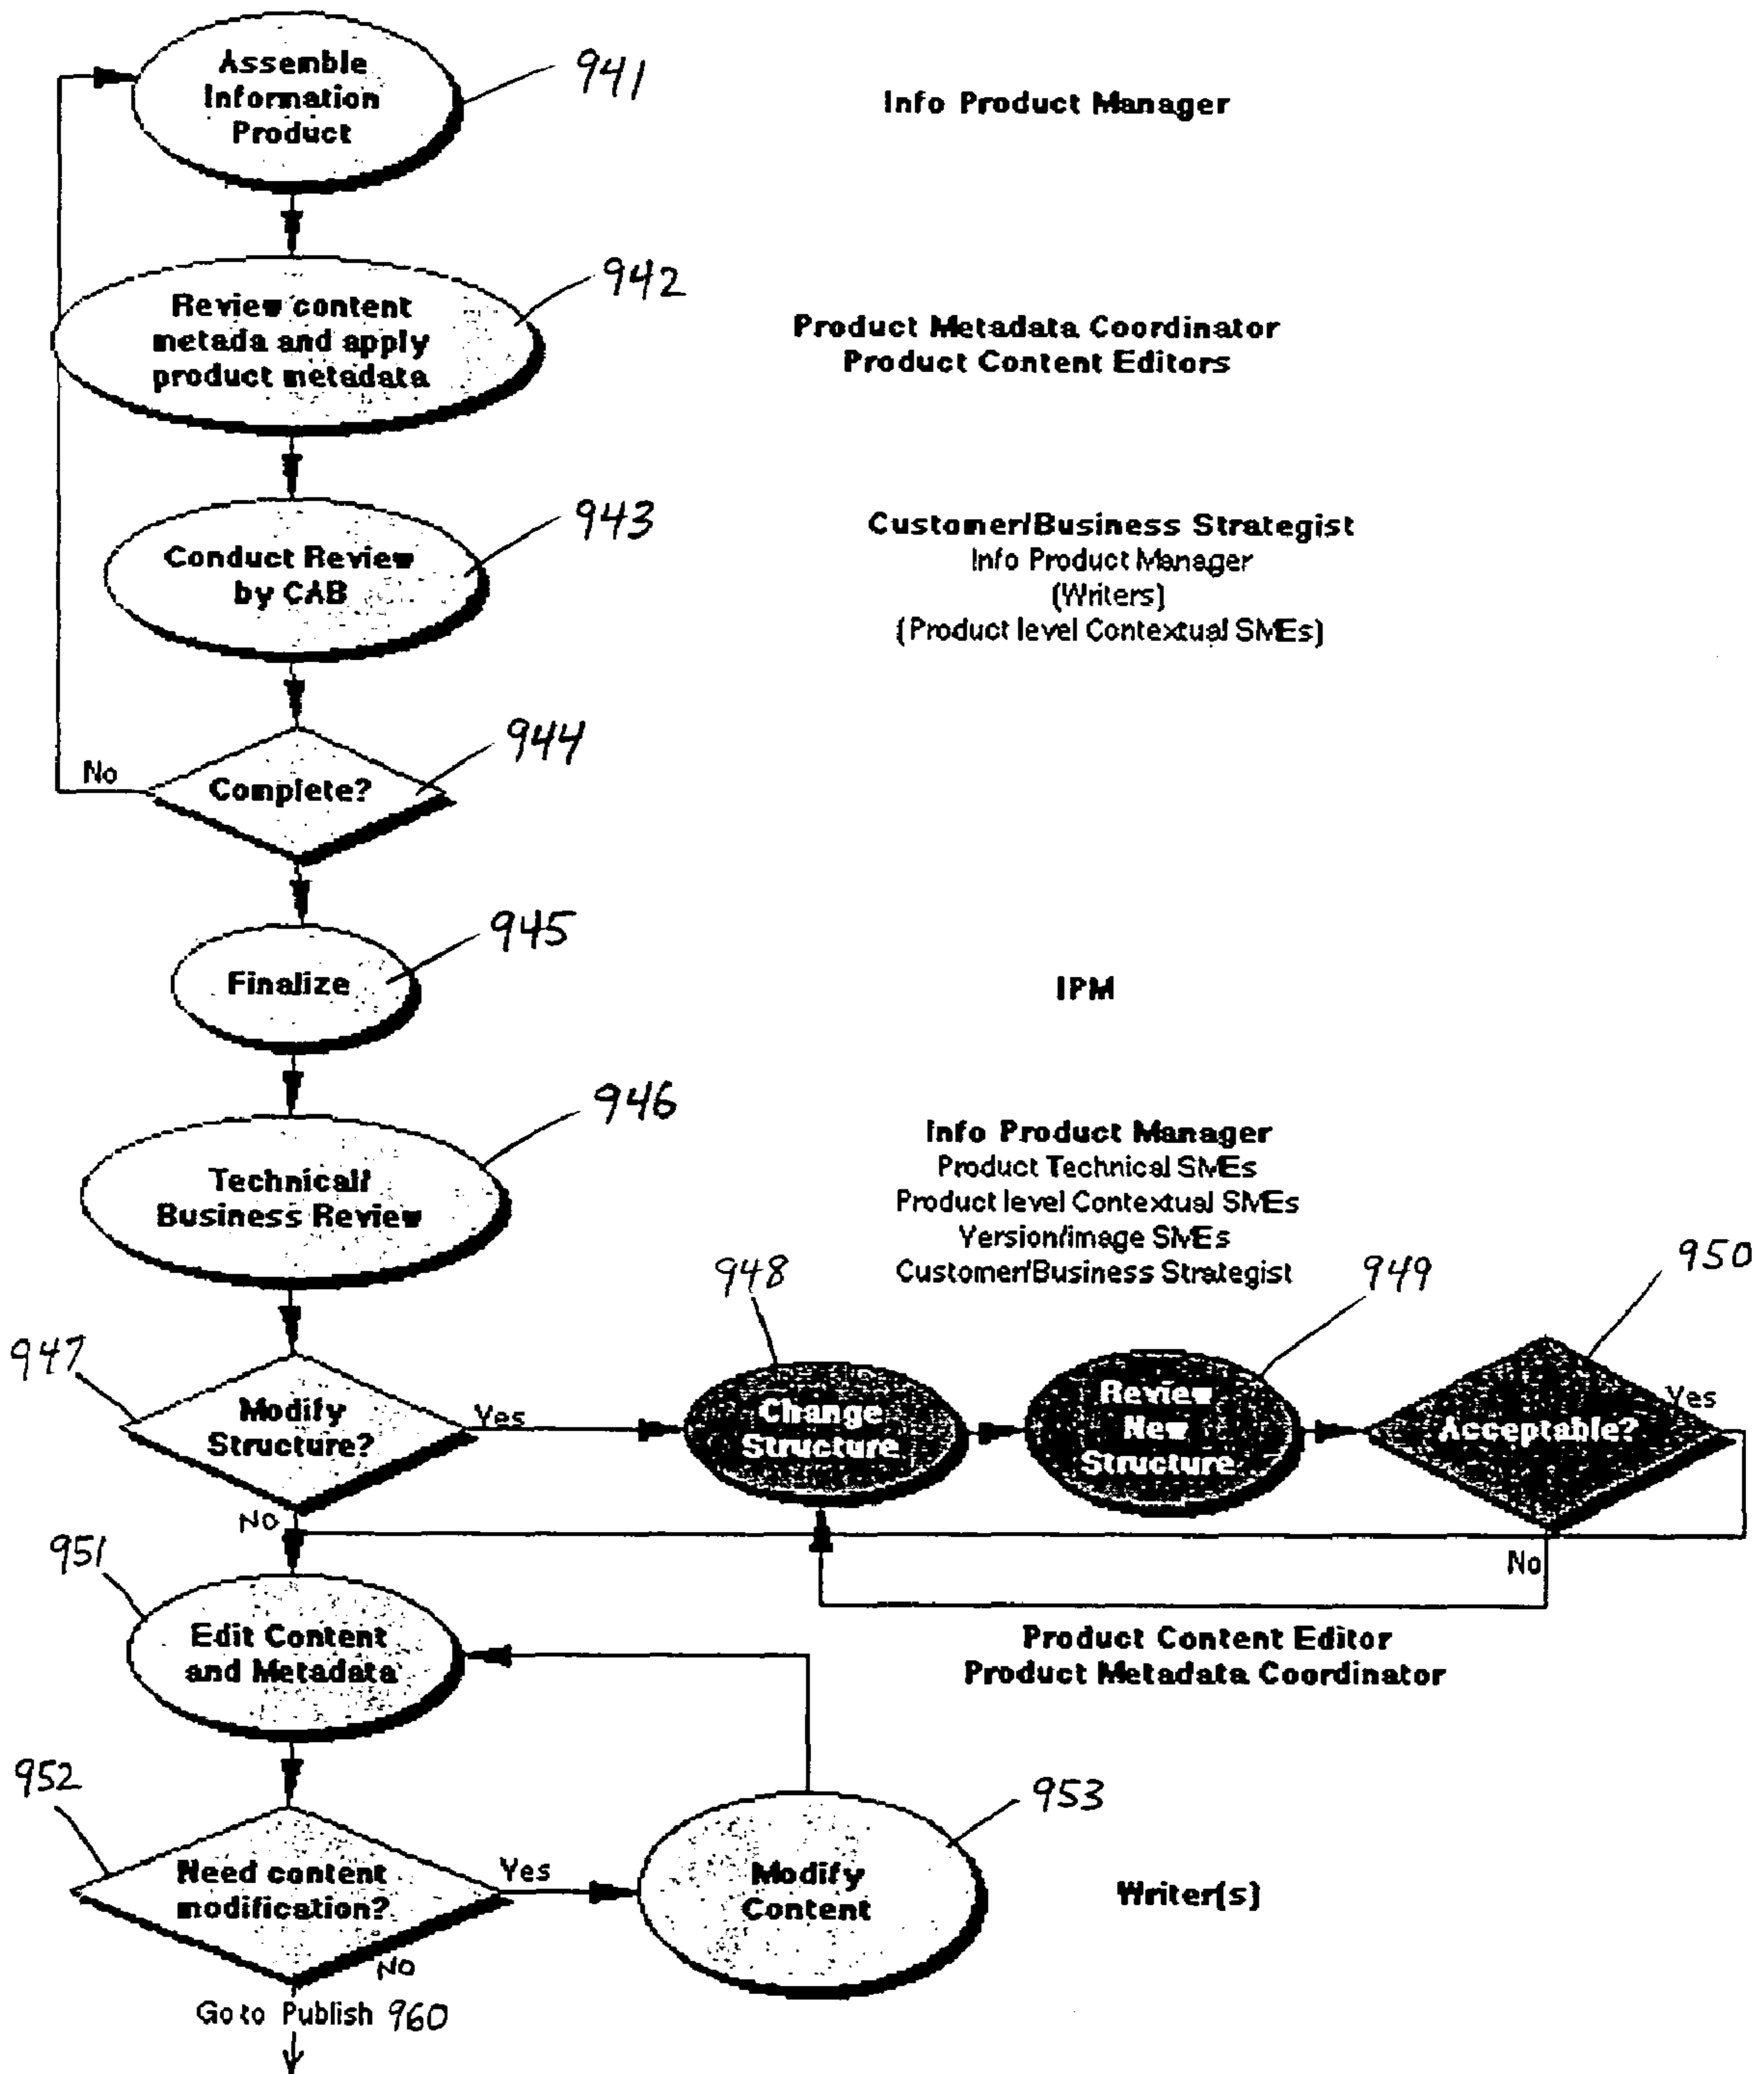 Assemble
Information
Product
941
Info Product Manager
Review content
metada and apply
product metadata
942
Product Metadata Coordinator
Product Content Editors
Conduct Review
by CAB
943
Customer/Business Strategist
Info Product Manager
(Writers)
(Product level Contextual SMEs)
No
Complete?
944
Finalize
945
IPM
Technical/
Business Review
946
Info Product Manager
Product Technical SMEs
Product level Contextual SMEs
Version/image SMEs
Customer/Business Strategist
947
Modify
Structure?
Yes
948
Change
Structure
949
Review
New
Structure
950
Acceptable?
Yes
No
No
951
Edit Content
and Metadata
Product Content Editor
Product Metadata Coordinator
952
Need content
modification?
Yes
953
Modify
Content
Writer(s)
No
Go to Publish 960